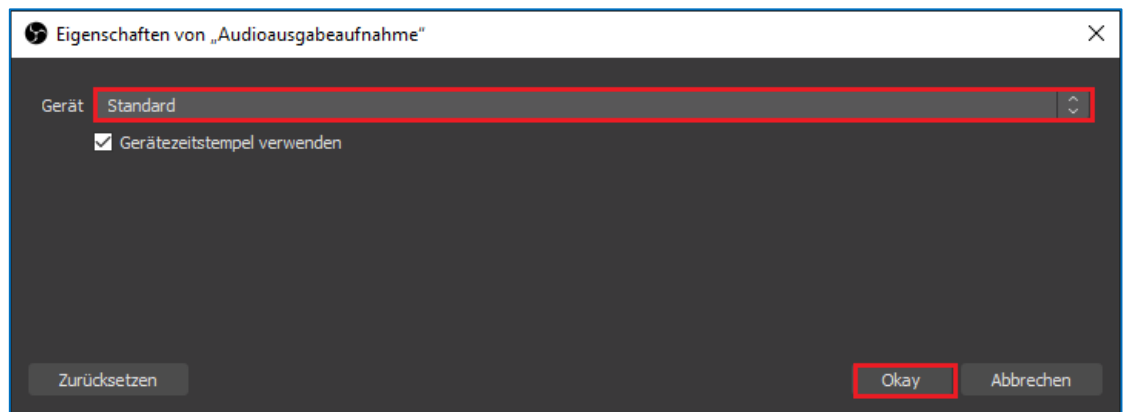 Eigenschaften von „Audioausgabeaufnahme“
Gerät Standard
Gerätezeitstempel verwenden
Zurücksetzen Okay Abbrechen